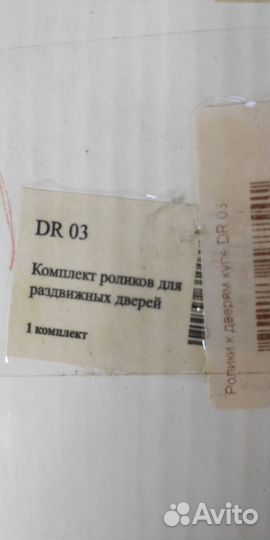 DR 03
Комплект роликов для
раздвижных дверей
1 комплект
Ролики к дверям купе DR 03
Avito